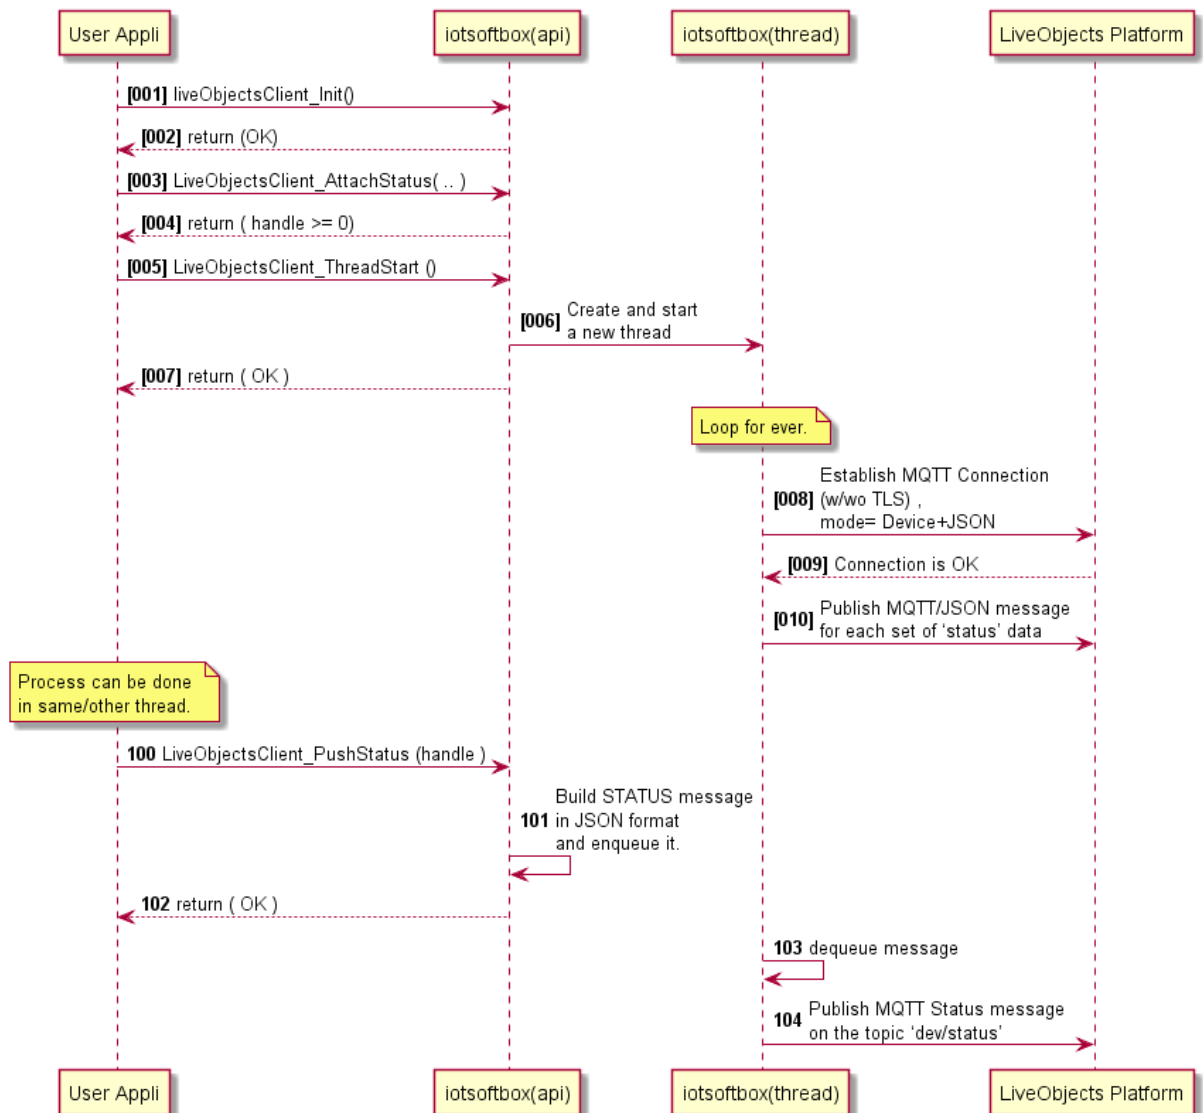 User Appli
iotsoftbox(api)
iotsoftbox(thread)
LiveObjects Platform
[001] liveObjectsClient_Init()
[002] return (OK)
[003] LiveObjectsClient_AttachStatus( .. )
[004] return ( handle >= 0)
[005] LiveObjectsClient_ThreadStart ()
[006] Create and start
a new thread
[007] return ( OK )
Loop for ever.
Establish MQTT Connection
[008] (w/wo TLS) ,
mode= Device+JSON
[009] Connection is OK
[010] Publish MQTT/JSON message
for each set of ‘status’ data
Process can be done
in same/other thread.
100 LiveObjectsClient_PushStatus (handle )
Build STATUS message
101 in JSON format
and enqueue it.
102 return ( OK )
103 dequeue message
104 Publish MQTT Status message
on the topic ‘dev/status’
User Appli
iotsoftbox(api)
iotsoftbox(thread)
LiveObjects Platform